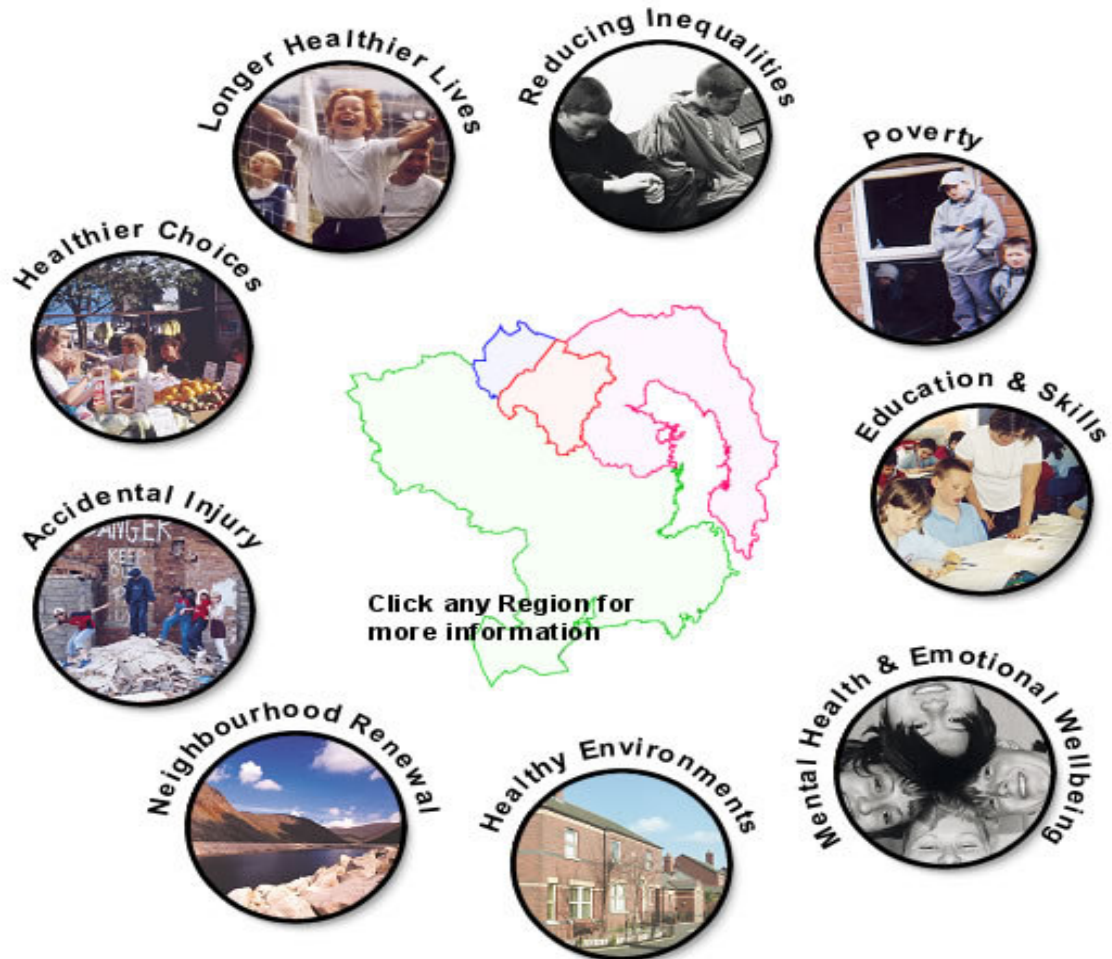 Longer Healthier Lives
Reducing Inequalities
Poverty
Healthier Choices
Education & Skills
Accidental Injury
ANGER
KEEP
Click any Region for
more information
Mental Health & Emotional Wellbeing
Neighbourhood Renewal
Healthy Environments